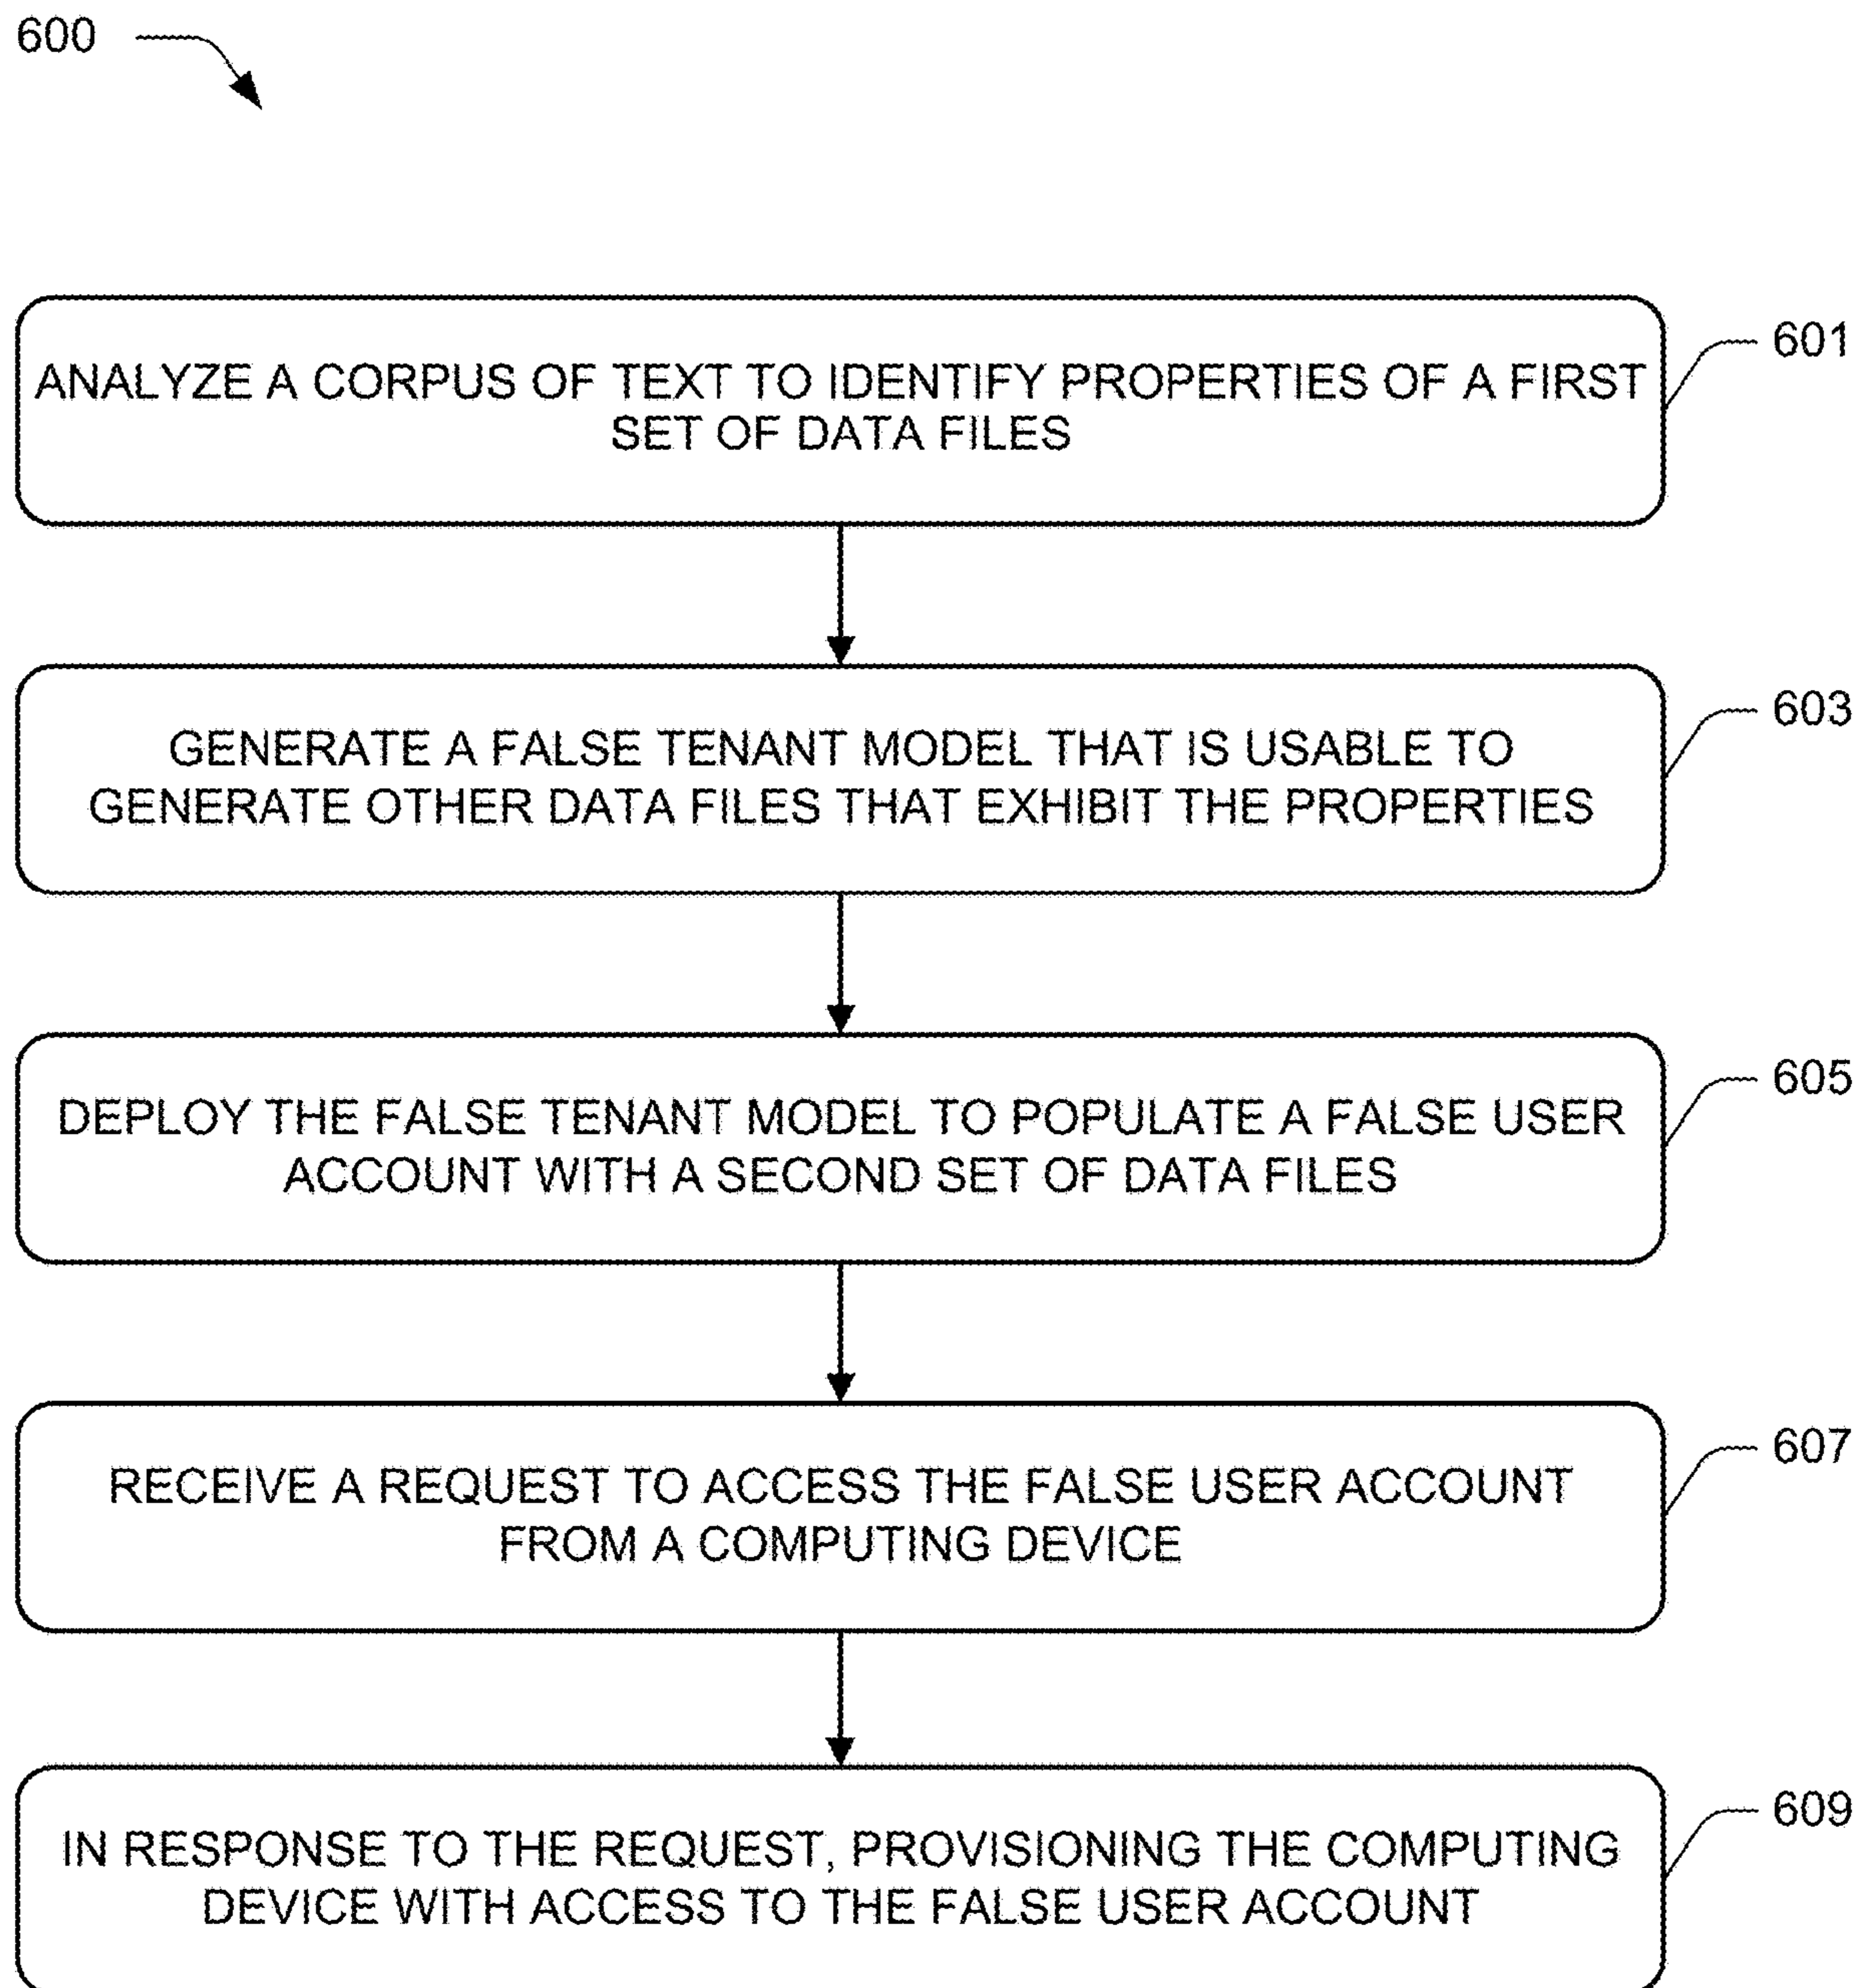 600
ANALYZE A CORPUS OF TEXT TO IDENTIFY PROPERTIES OF A FIRST
SET OF DATA FILES
601
GENERATE A FALSE TENANT MODEL THAT IS USABLE TO
GENERATE OTHER DATA FILES THAT EXHIBIT THE PROPERTIES
603
DEPLOY THE FALSE TENANT MODEL TO POPULATE A FALSE USER
ACCOUNT WITH A SECOND SET OF DATA FILES
605
RECEIVE A REQUEST TO ACCESS THE FALSE USER ACCOUNT
FROM A COMPUTING DEVICE
607
IN RESPONSE TO THE REQUEST, PROVISIONING THE COMPUTING
DEVICE WITH ACCESS TO THE FALSE USER ACCOUNT
609